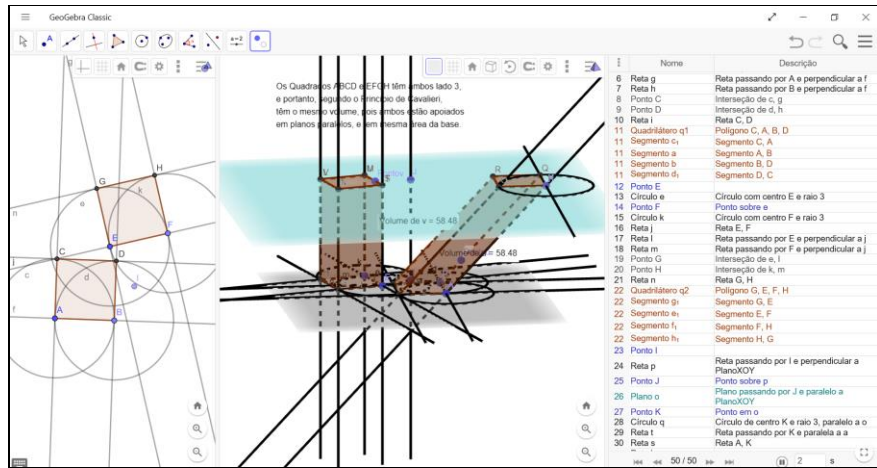 GeoGebra Classic
Os Quadrados ABCD e EFGH têm ambos lado 3,
e portanto, segundo o Princípio de Cavalieri,
têm o mesmo volume, pois ambos estão apoiados
em planos paralelos, e tem mesma área da base.
V
M
J
R
Q
Volume de v = 58.48
= 58.48
g
H
G
k
e
n
F
E
C
D
j
c
d
I
f
A
B
Nome Descrição
6 Reta g Reta passando por A e perpendicular a f
7 Reta h Reta passando por B e perpendicular a f
8 Ponto C Interseção de c, g
9 Ponto D Interseção de d, h
10 Reta i Reta C, D
11 Quadrilátero q1 Polígono C, A, B, D
11 Segmento c₁ Segmento C, A
11 Segmento a Segmento A, B
11 Segmento b Segmento B, D
11 Segmento d₁ Segmento D, C
12 Ponto E
13 Círculo e Círculo com centro E e raio 3
14 Ponto F Ponto sobre e
15 Círculo k Círculo com centro F e raio 3
16 Reta j Reta E, F
17 Reta l Reta passando por E e perpendicular a j
18 Reta m Reta passando por F e perpendicular a j
19 Ponto G Interseção de e, l
20 Ponto H Interseção de k, m
21 Reta n Reta G, H
22 Quadrilátero q2 Polígono G, E, F, H
22 Segmento g₁ Segmento G, E
22 Segmento e₁ Segmento E, F
22 Segmento f₁ Segmento F, H
22 Segmento h₁ Segmento H, G
23 Ponto I
24 Reta p Reta passando por I e perpendicular a
PlanoXOY
25 Ponto J Ponto sobre p
26 Plano o Plano passando por J e paralelo a
PlanoXOY
27 Ponto K Ponto em o
28 Círculo q Círculo de centro K e raio 3, paralelo a o
29 Reta t Reta passando por K e paralela a a
30 Reta s Reta A, K
50 / 50 2 s